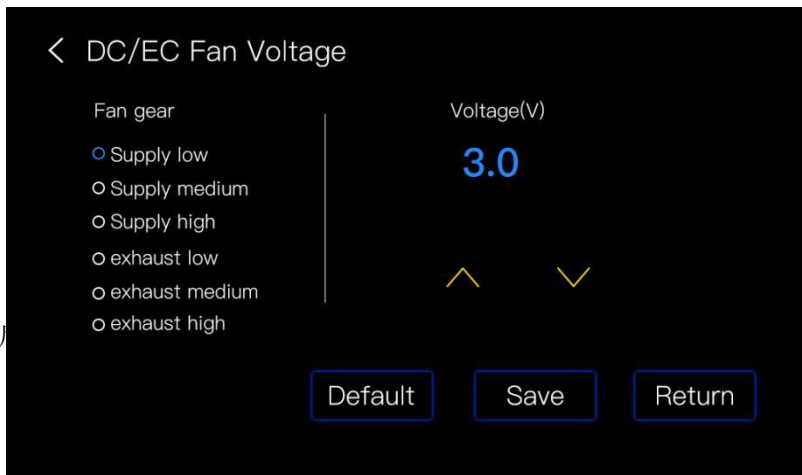 DC/EC Fan Voltage
Fan gear
Supply low
Supply medium
Supply high
exhaust low
exhaust medium
exhaust high
Voltage(V)
3.0
Default
Save
Return